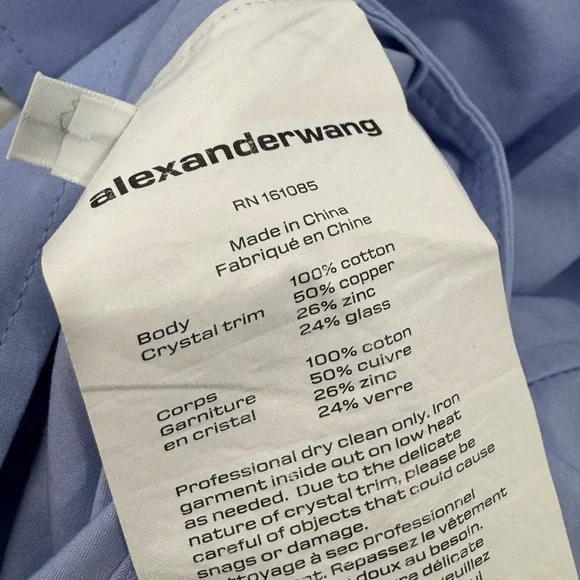 alexanderwang
RN 161085
Made in China
Fabriqué en Chine
Body 100% cotton
Crystal trim 50% copper
26% zinc
24% glass
Corps 100% coton
Garniture 50% cuivre
en cristal 26% zinc
24% verre
Professional dry clean only. Iron
garment inside out on low heat
as needed. Due to the delicate
nature of crystal trim, please be
careful of objects that could cause
snags or damage.
à sec professionnel
Repassez le vêtement
doux au besoin.
délicate